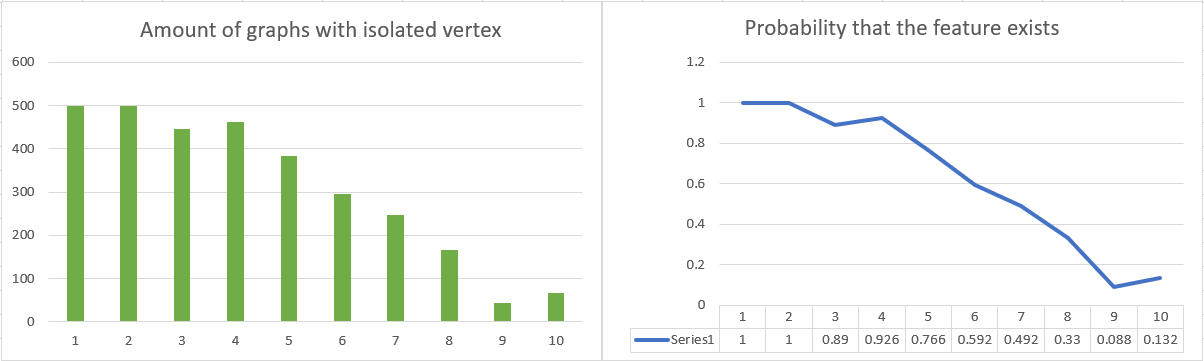 Amount of graphs with isolated vertex
600
500
400
300
200
100
0
1 2 3 4 5 6 7 8 9 10
Probability that the feature exists
1.2
1
0.8
0.6
0.4
0.2
0
1 2 3 4 5 6 7 8 9 10
Series1 1 1 0.89 0.926 0.766 0.592 0.492 0.33 0.088 0.132